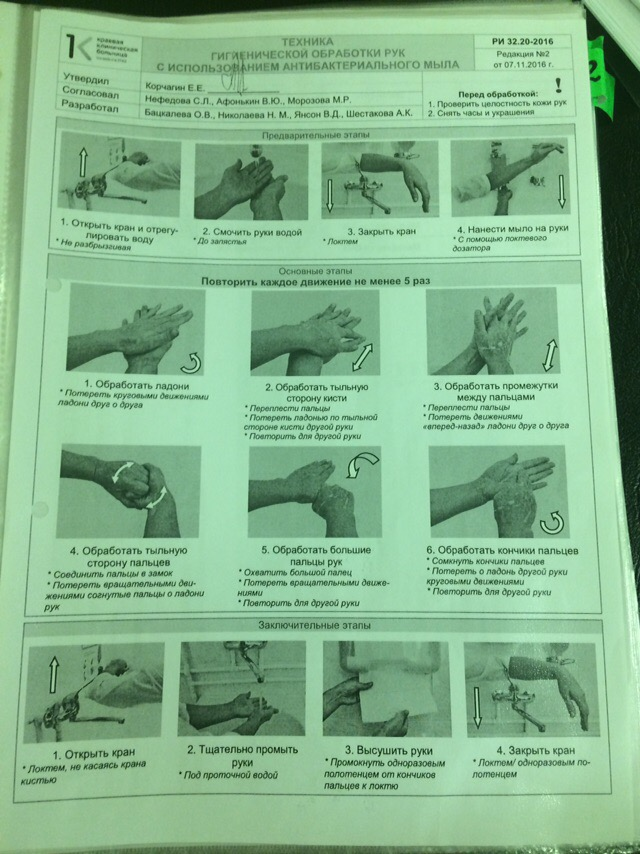 1К
краевая
клиническая
больница
ТЕХНИКА
ГИГИЕНИЧЕСКОЙ ОБРАБОТКИ РУК
С ИСПОЛЬЗОВАНИЕМ АНТИБАКТЕРИАЛЬНОГО МЫЛА
РИ 32.20-2016
Редакция №2
от 07.11.2016 г.
Утвердил
Корчагин Е.Е.
Согласовал
Нефедова С.Л., Афонькин В.Ю., Морозова М.Р.
Разработал
Бацкалева О.В., Николаева Н. М., Янсон В.Д., Шестакова А.К.
Перед обработкой: !
1. Проверить целостность кожи рук
2. Снять часы и украшения
2
Предварительные этапы
1. Открыть кран и отрегу-
лировать воду
* Не разбрызгивая
2. Смочить руки водой
* До запястья
3. Закрыть кран
* Локтем
4. Нанести мыло на руки
* С помощью локтевого
дозатора
Основные этапы
Повторить каждое движение не менее 5 раз
1. Обработать ладони
* Потереть круговыми движениями
ладони друг о друга
2. Обработать тыльную
сторону кисти
* Переплести пальцы
* Потереть ладонью по тыльной
стороне кисти другой руки
* Повторить для другой руки
3. Обработать промежутки
между пальцами
* Переплести пальцы
* Потереть движениями
«вперед-назад» ладони друг о друга
4. Обработать тыльную
сторону пальцев
* Соединить пальцы в замок
* Потереть вращательными дви-
жениями согнутые пальцы о ладони
рук
5. Обработать большие
пальцы рук
* Охватить большой палец
* Потереть вращательными движе-
ниями
* Повторить для другой руки
6. Обработать кончики пальцев
* Сомкнуть кончики пальцев
* Потереть о ладонь другой руки
круговыми движениями
* Повторить для другой руки
Заключительные этапы
1. Открыть кран
* Локтем, не касаясь крана
кистью
2. Тщательно промыть
руки
* Под проточной водой
3. Высушить руки
* Промокнуть одноразовым
полотенцем от кончиков
пальцев к локтю
4. Закрыть кран
* Локтем/ одноразовым по-
лотенцем